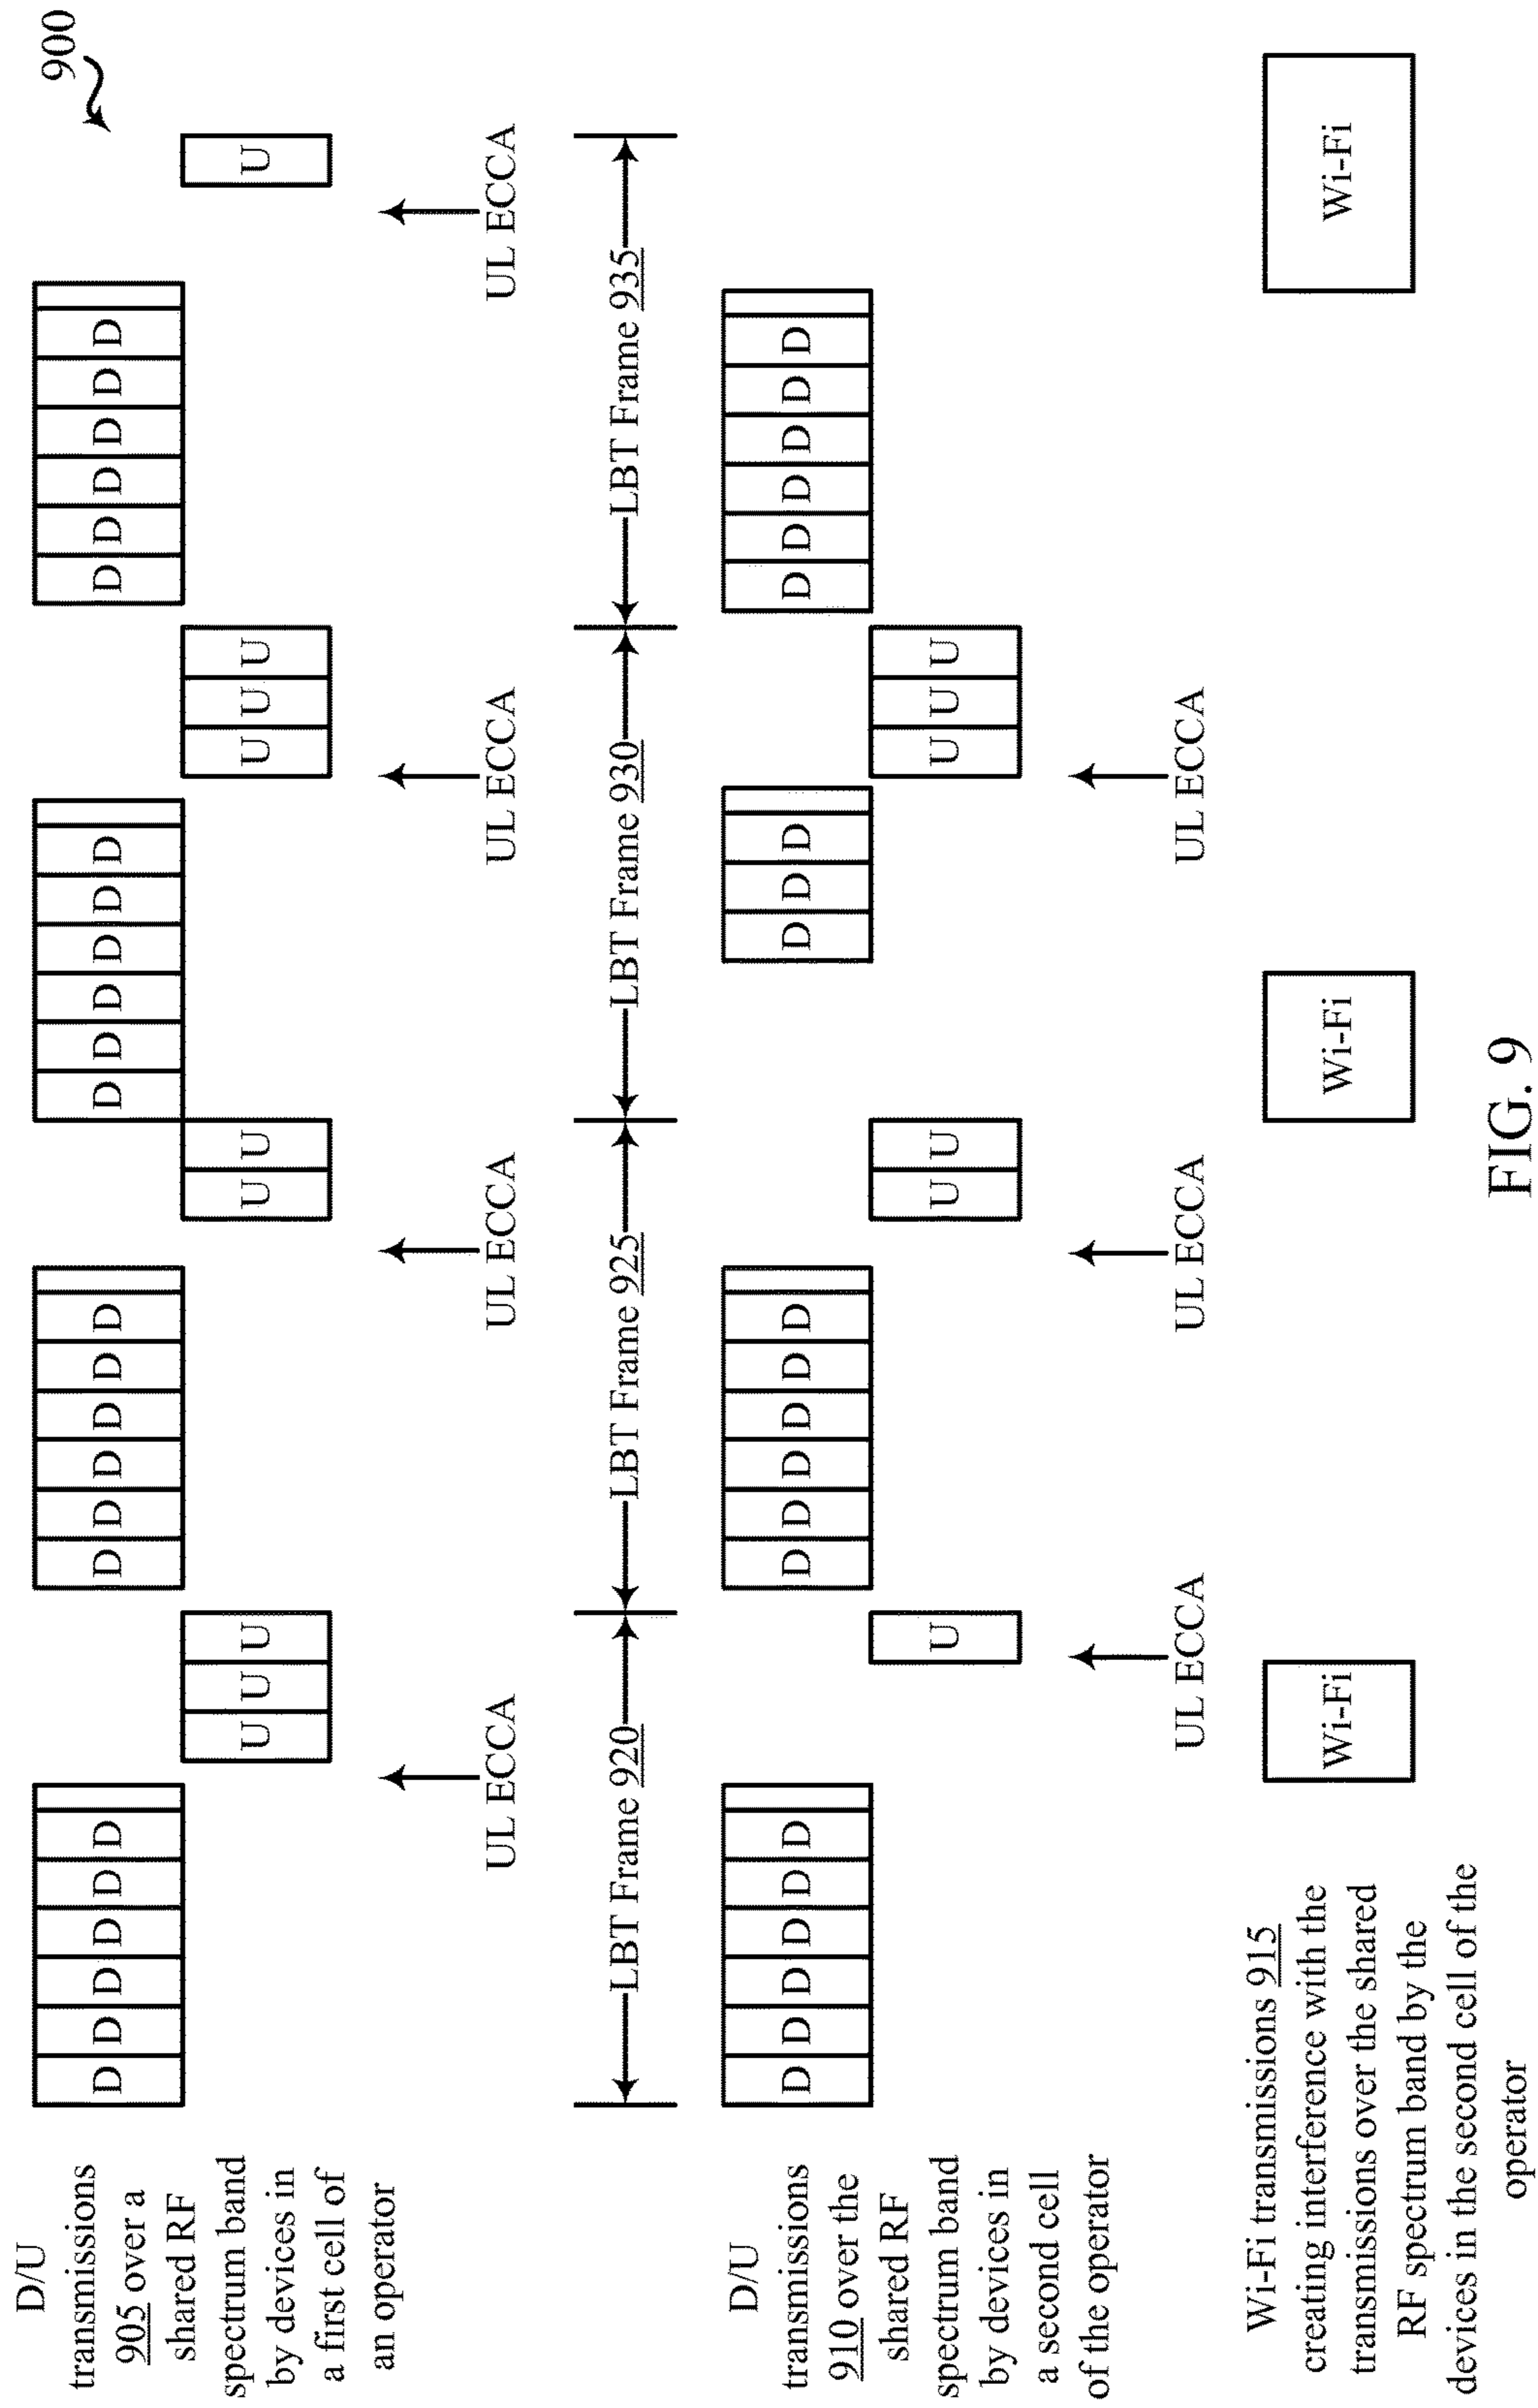 900
D/U
transmissions
905 over a
shared RF
spectrum band
by devices in
a first cell of
an operator
D D D D D D
U U U
D D D D D D
U U
D D D D D D
U U U
D D D D D D
U
UL ECCA
UL ECCA
UL ECCA
UL ECCA
LBT Frame 920
LBT Frame 925
LBT Frame 930
LBT Frame 935
D/U
transmissions
910 over the
shared RF
spectrum band
by devices in
a second cell
of the operator
D D D D D D
U
D D D D D D
U U
D D D
U U U
D D D D D D
UL ECCA
UL ECCA
UL ECCA
Wi-Fi transmissions 915
creating interference with the
transmissions over the shared
RF spectrum band by the
devices in the second cell of the
operator
Wi-Fi
Wi-Fi
Wi-Fi
FIG. 9